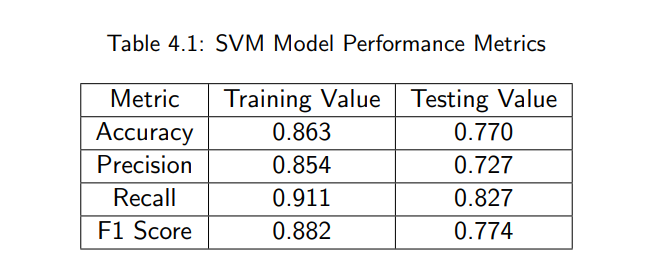 Table 4.1: SVM Model Performance Metrics
Metric Training Value Testing Value
Accuracy 0.863 0.770
Precision 0.854 0.727
Recall 0.911 0.827
F1 Score 0.882 0.774